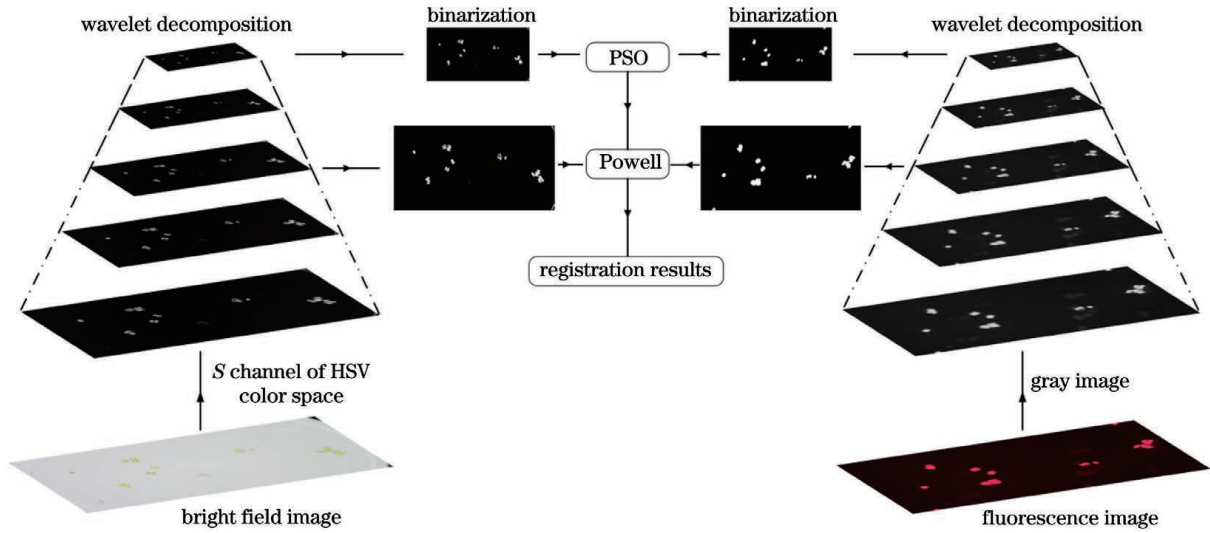 binarization
binarization
wavelet decomposition
wavelet decomposition
PSO
Powell
registration results
S channel of HSV
color space
gray image
bright field image
fluorescence image